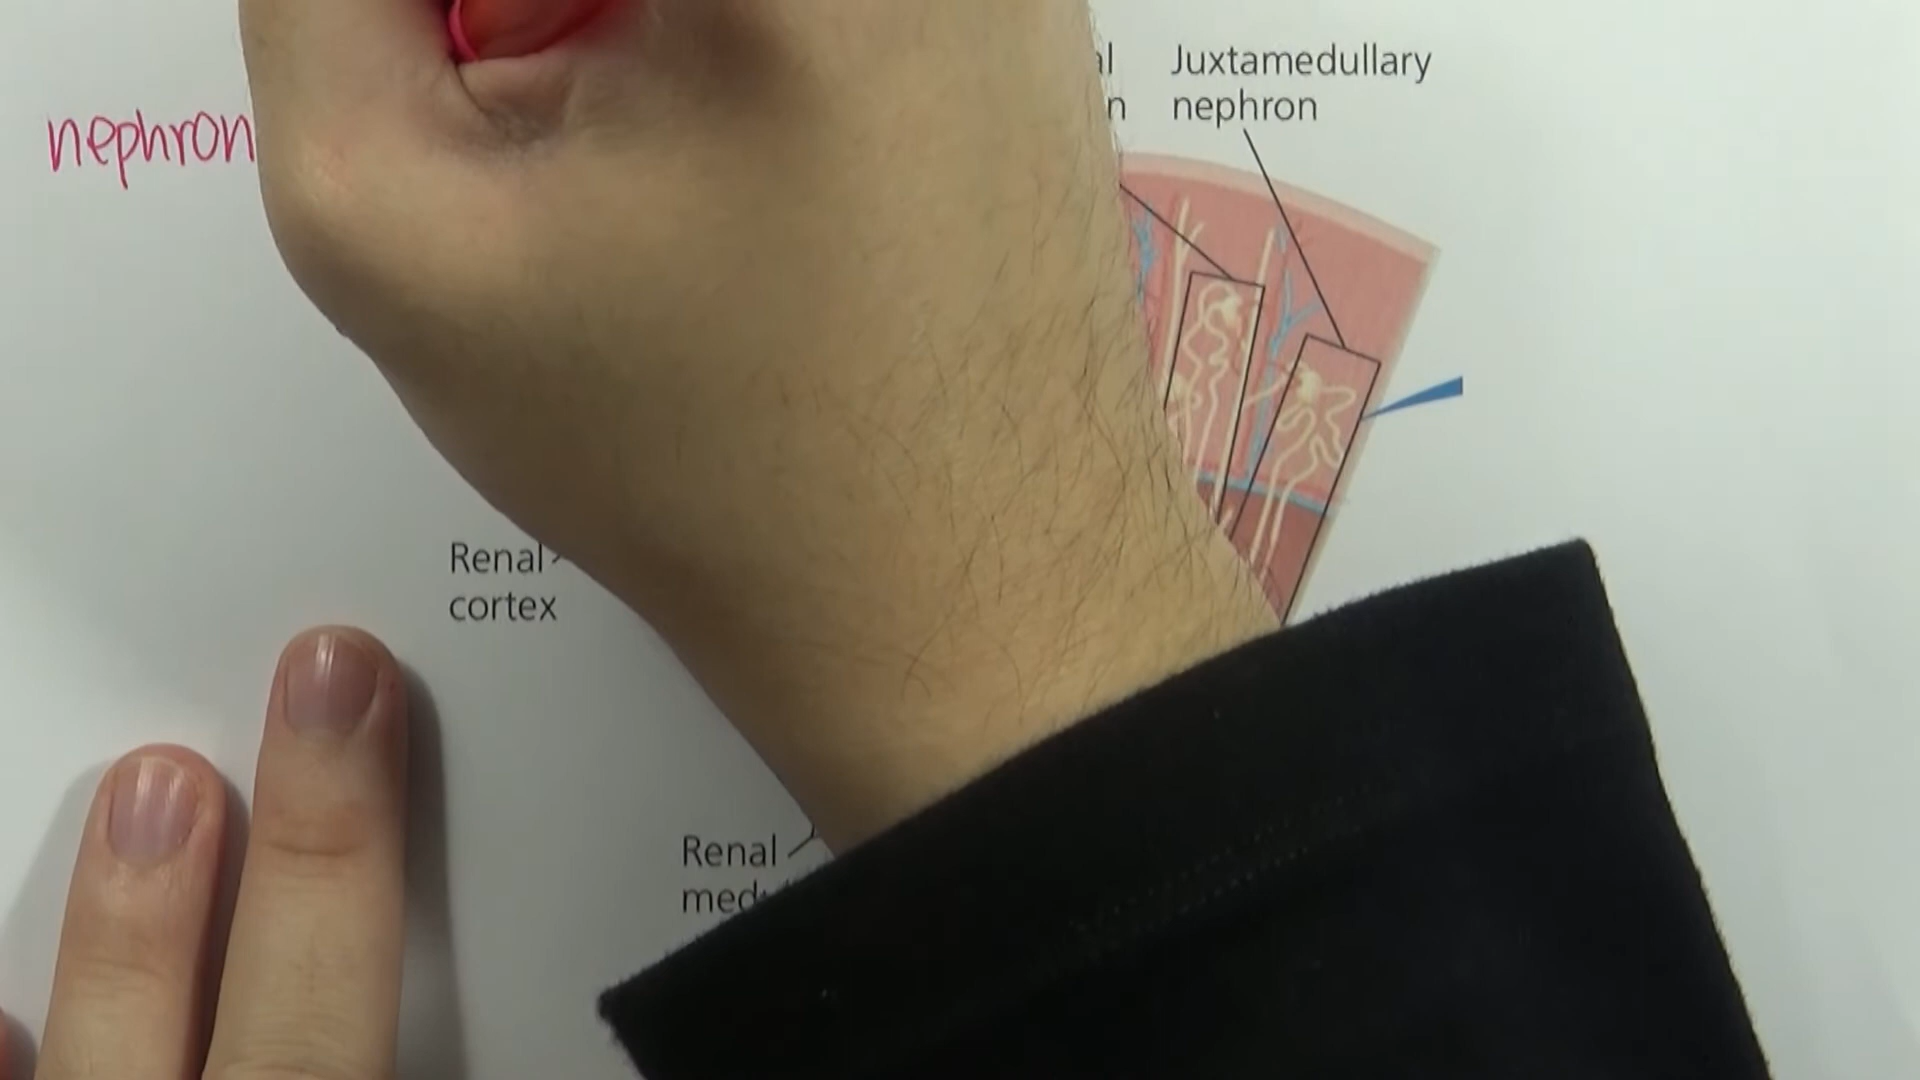 nephron
Juxtamedullary
nephron
Renal
cortex
Renal